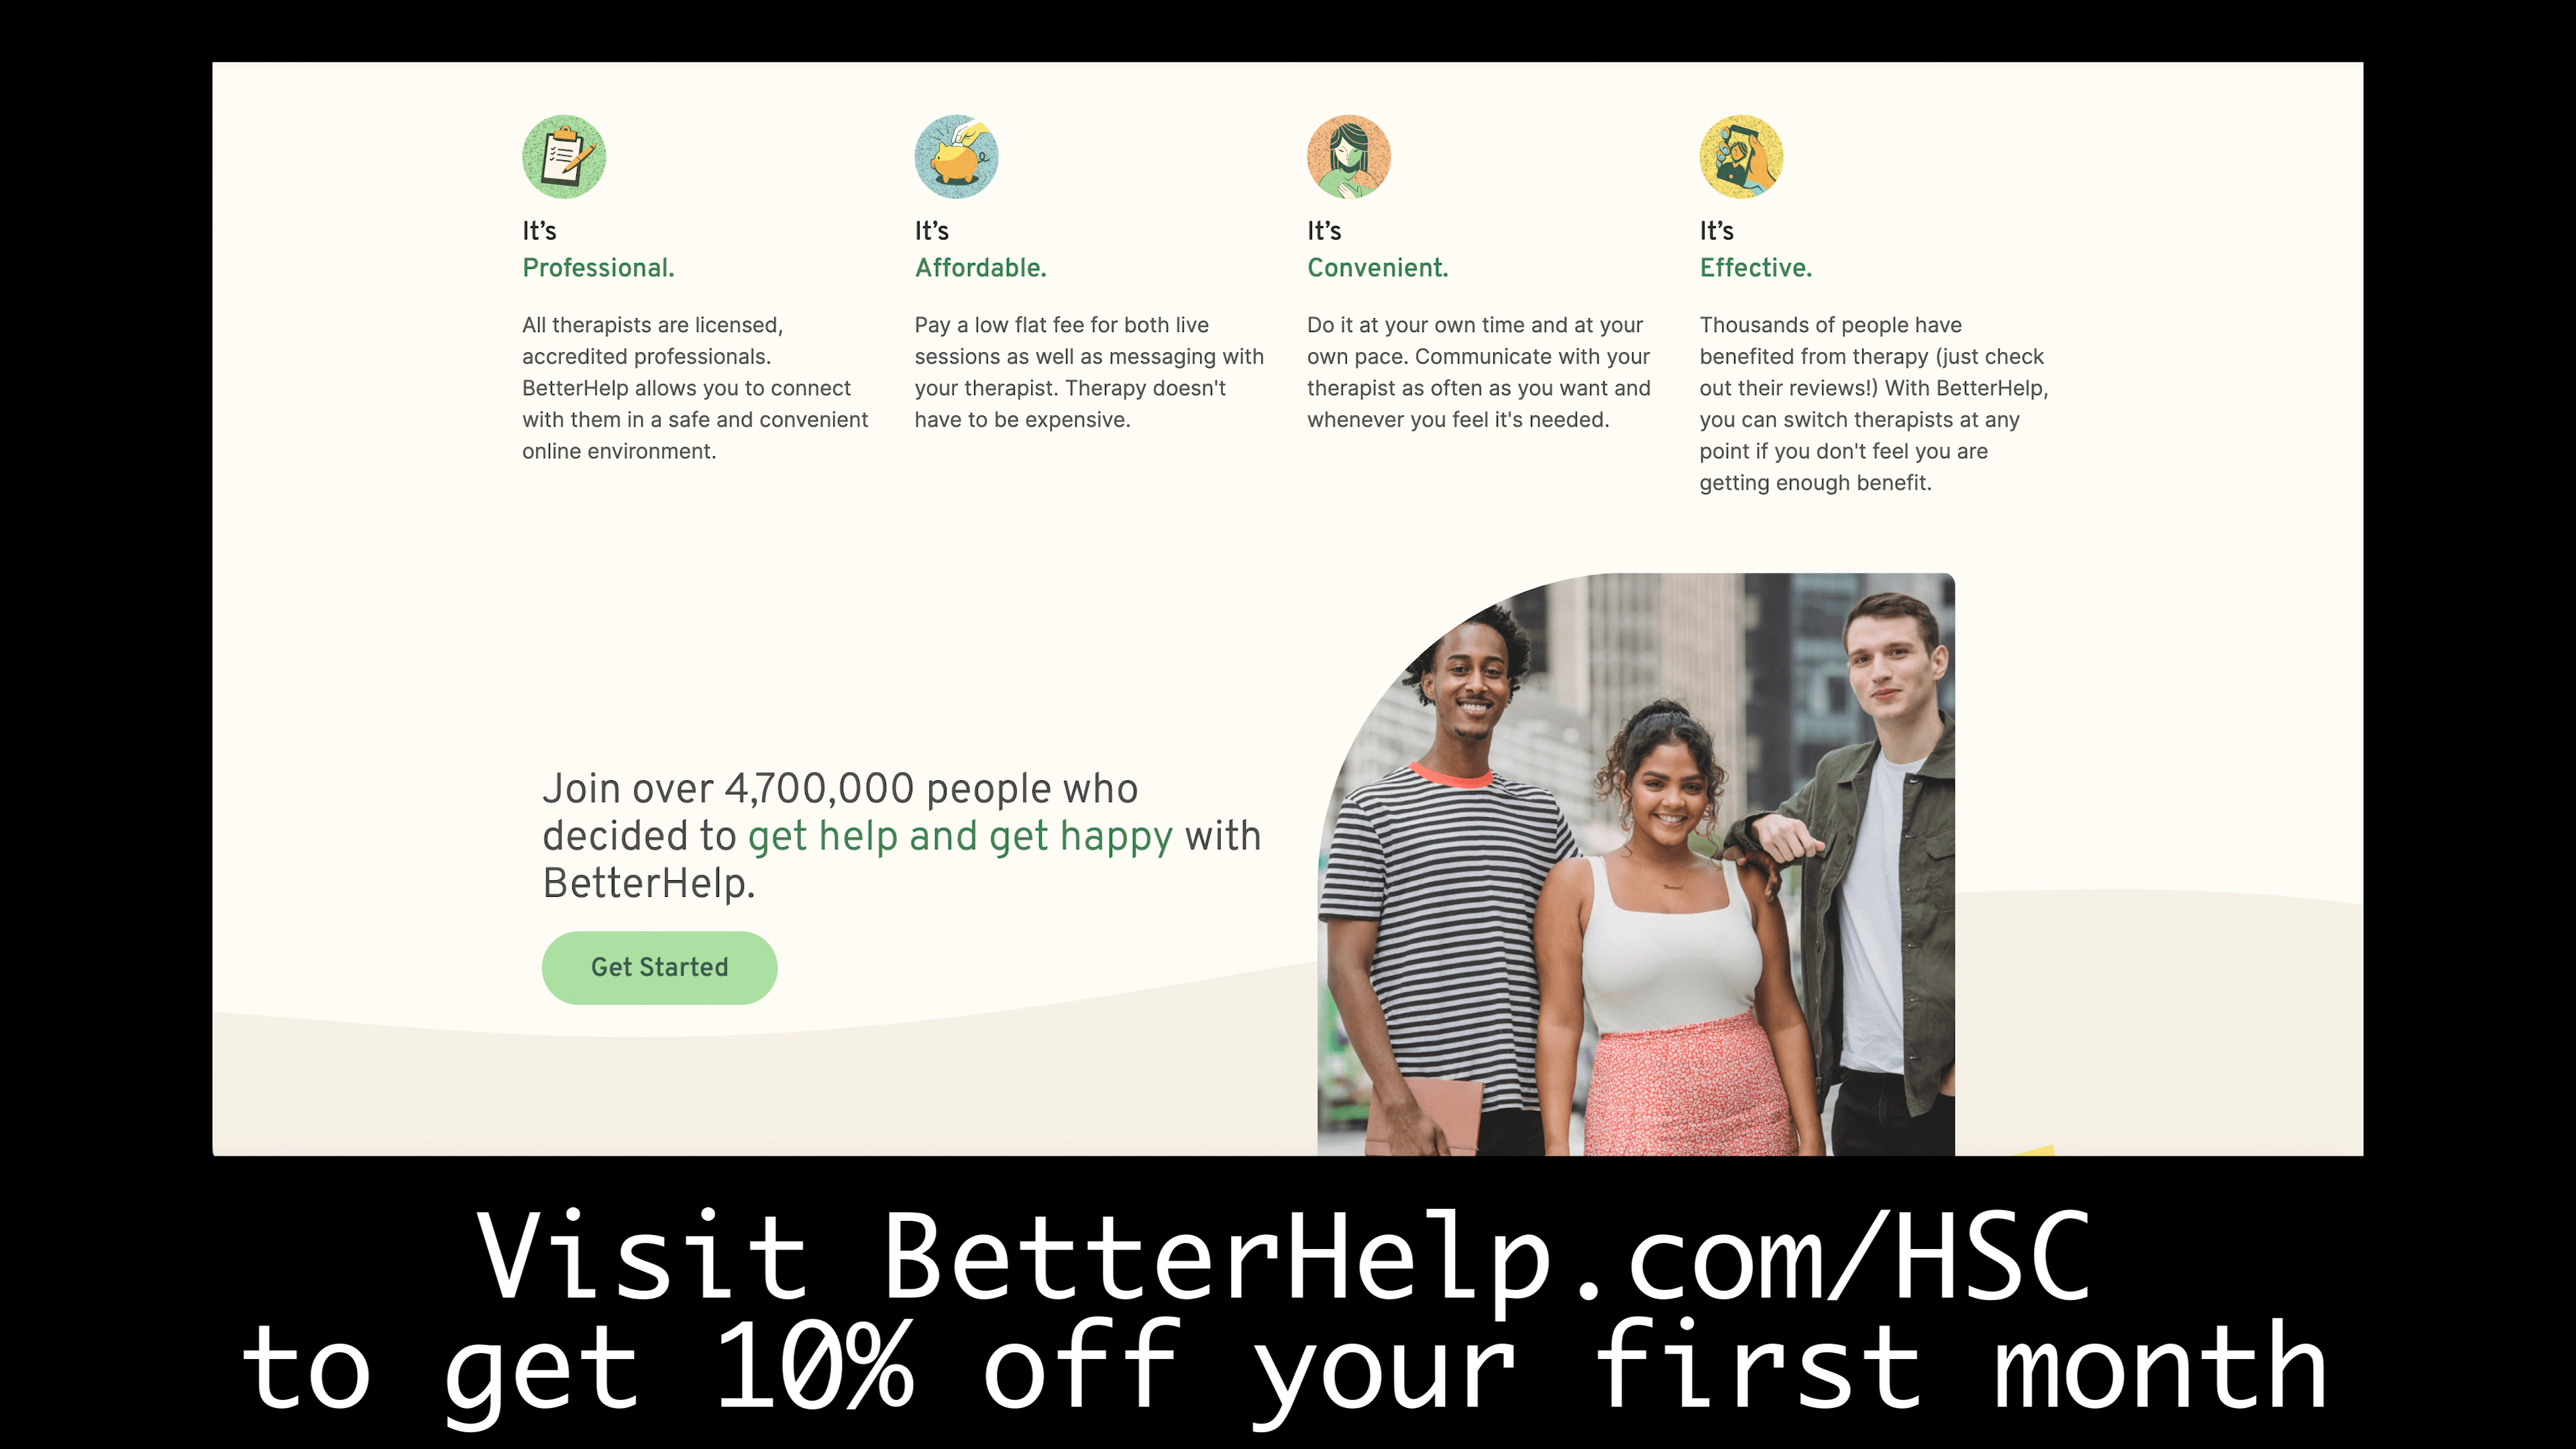 It’s
Professional.
All therapists are licensed,
accredited professionals.
BetterHelp allows you to connect
with them in a safe and convenient
online environment.
It’s
Affordable.
Pay a low flat fee for both live
sessions as well as messaging with
your therapist. Therapy doesn't
have to be expensive.
It’s
Convenient.
Do it at your own time and at your
own pace. Communicate with your
therapist as often as you want and
whenever you feel it's needed.
It’s
Effective.
Thousands of people have
benefited from therapy (just check
out their reviews!) With BetterHelp,
you can switch therapists at any
point if you don't feel you are
getting enough benefit.
Join over 4,700,000 people who
decided to get help and get happy with
BetterHelp.
Get Started
Visit BetterHelp.com/HSC
to get 10% off your first month